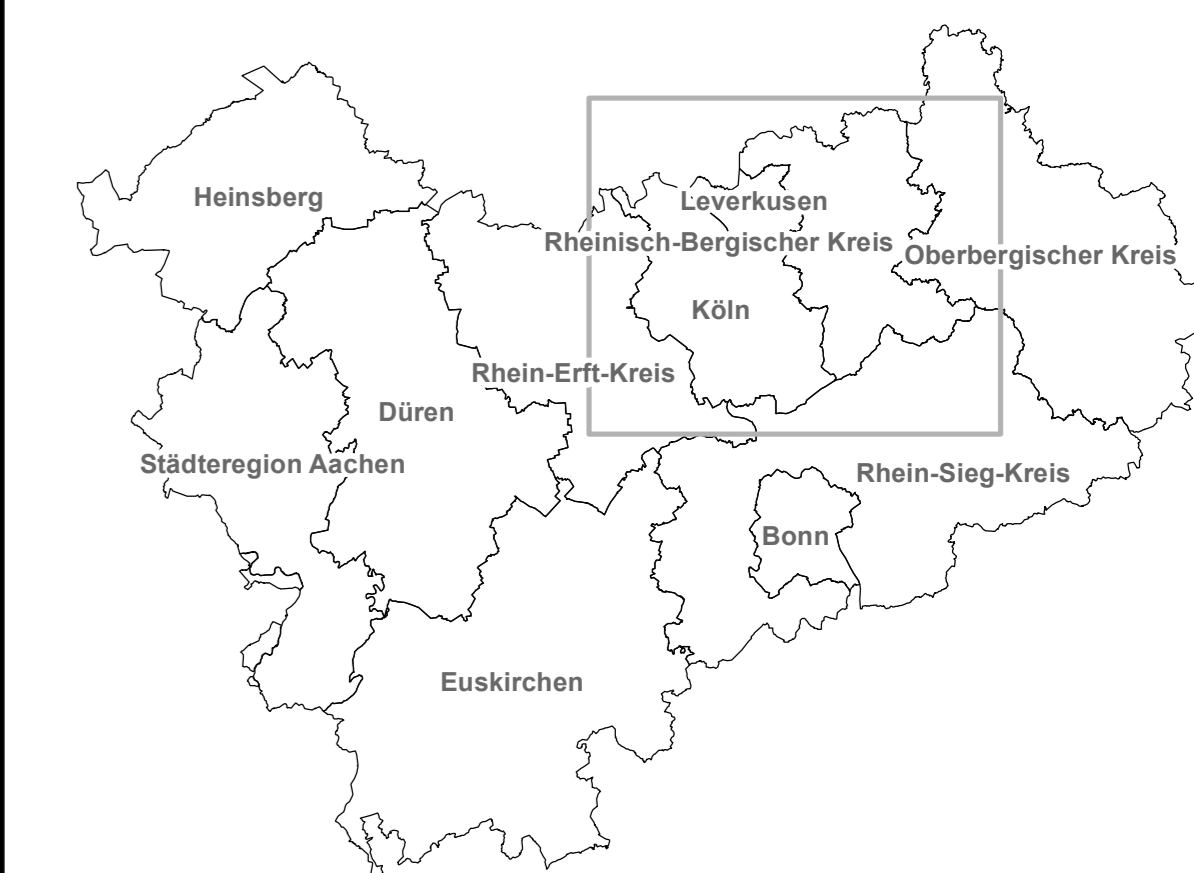 Heinsberg
Leverkusen
Rheinisch-Bergischer Kreis
Oberbergischer Kreis
Köln
Rhein-Erft-Kreis
Düren
Städteregion Aachen
Rhein-Sieg-Kreis
Bonn
Euskirchen